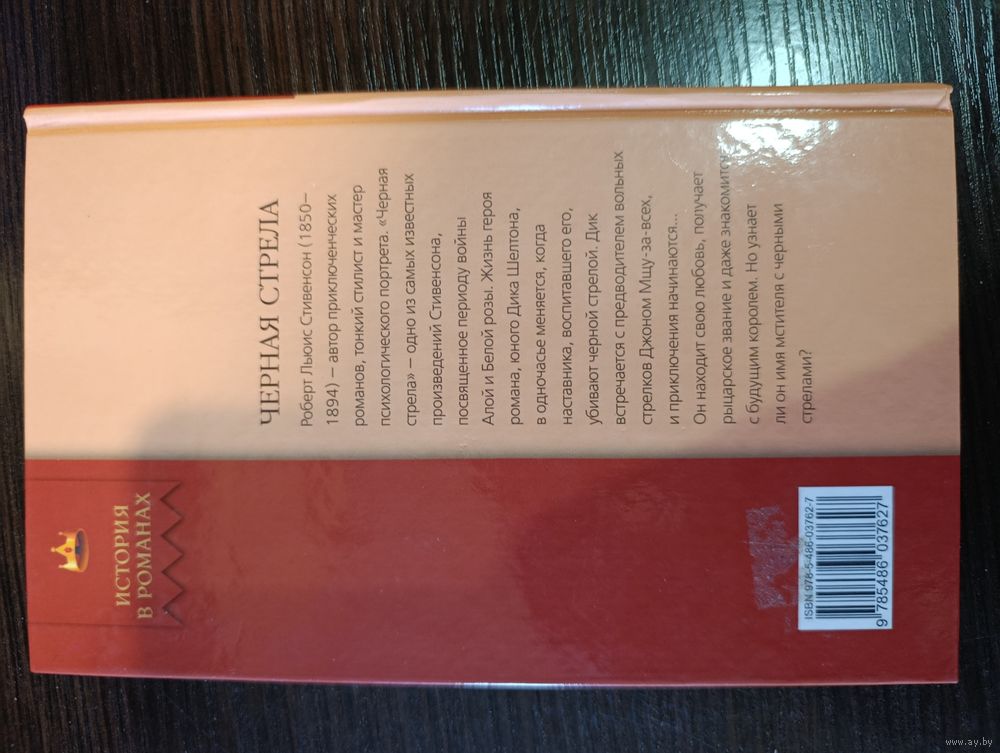 ИСТОРИЯ
В РОМАНАХ
ЧЕРНАЯ СТРЕЛА
Роберт Льюис Стивенсон (1850–
1894) – автор приключенческих
романов, тонкий стилист и мастер
психологического портрета. «Черная
стрела» – одно из самых известных
произведений Стивенсона,
посвященное периоду войны
Алой и Белой розы. Жизнь героя
романа, юного Дика Шелтона,
в одночасье меняется, когда
наставника, воспитавшего его,
убивают черной стрелой. Дик
встречается с предводителем вольных
стрелков Джоном Мщу-за-всех,
и приключения начинаются...
Он находит свою любовь, получает
рыцарское звание и даже знакомится
с будущим королем. Но узнает
ли он имя мстителя с черными
стрелами?
ISBN 978-5-486-03762-7
9 785486 037627
www.ay.by